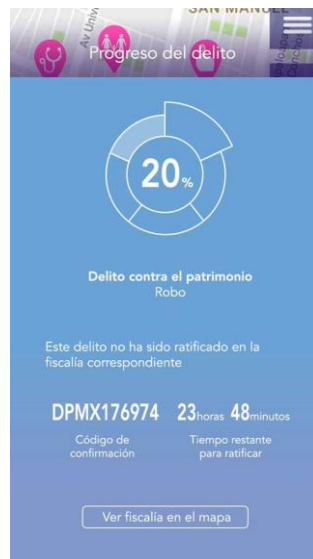 SAN MANUEL
Av Univ
Progreso del delito
20%
Delito contra el patrimonio
Robo
Este delito no ha sido ratificado en la
fiscalía correspondiente
DPMX176974 23horas 48minutos
Código de Tiempo restante
confirmación para ratificar
Ver fiscalía en el mapa